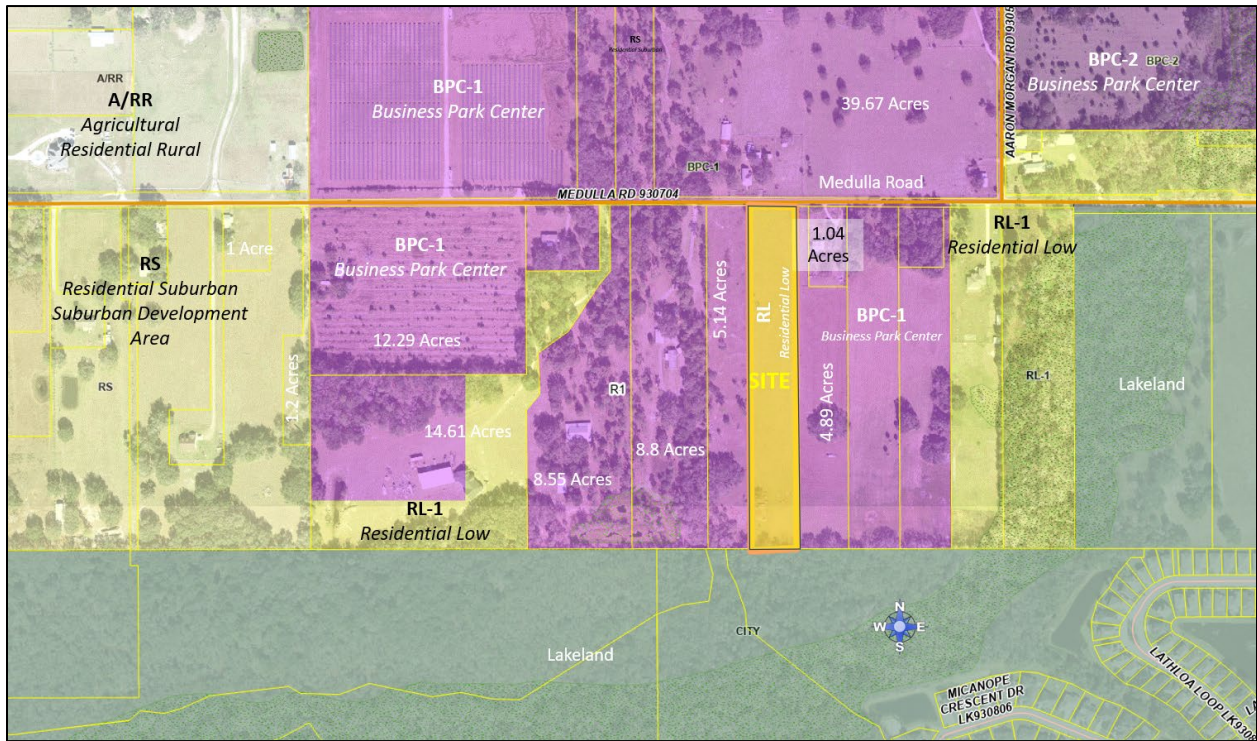 RS
Residential Suburban
BPC-2 BPC-2
Business Park Center
AARON MORGAN RD 9305
A/RR
A/RR
Agricultural
Residential Rural
BPC-1
Business Park Center
39.67 Acres
BPC-1
Medulla Road
MEDULLA RD 930704
1 Acre
RS
Residential Suburban
Suburban Development
Area
RS
1.2 Acres
BPC-1
Business Park Center
12.29 Acres
14.61 Acres
RL-1
Residential Low
R1
8.55 Acres
8.8 Acres
5.14 Acres
RL
Residential Low
SITE
1.04
Acres
4.89 Acres
BPC-1
Business Park Center
RL-1
Residential Low
RL-1
Lakeland
CITY
Lakeland
N
W E
S
MICANOPE
CRESCENT DR
LK930806
LATHLOA LOOP LK9308